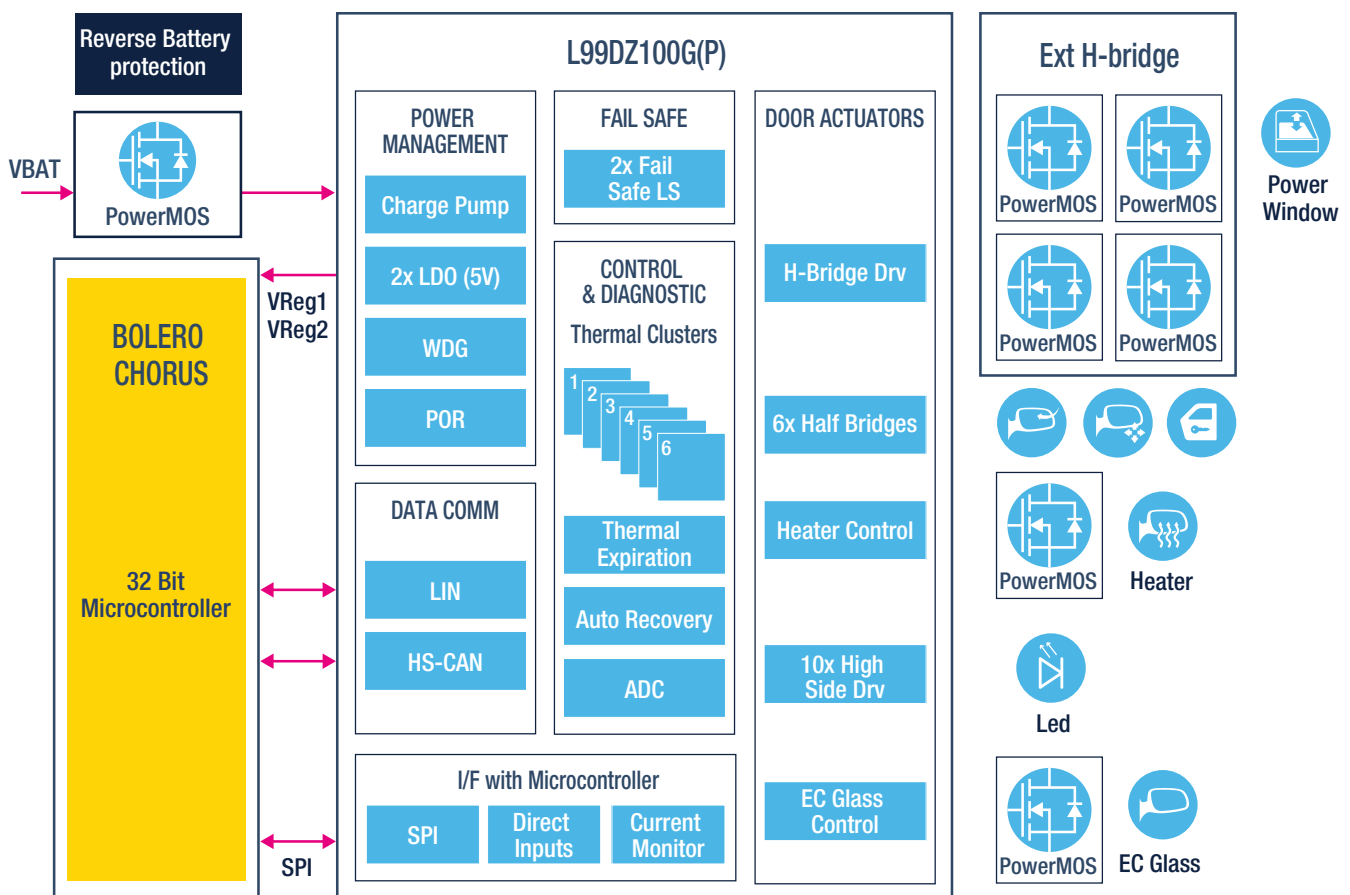 Reverse Battery
protection
VBAT
PowerMOS
BOLERO
CHORUS
32 Bit
Microcontroller
VReg1
VReg2
SPI
L99DZ100G(P)
POWER
MANAGEMENT
Charge Pump
2x LDO (5V)
WDG
POR
DATA COMM
LIN
HS-CAN
FAIL SAFE
2x Fail
Safe LS
CONTROL
& DIAGNOSTIC
Thermal Clusters
1
2
3
4
5
6
Thermal
Expiration
Auto Recovery
ADC
I/F with Microcontroller
SPI
Direct
Inputs
Current
Monitor
DOOR ACTUATORS
H-Bridge Drv
6x Half Bridges
Heater Control
10x High
Side Drv
EC Glass
Control
Ext H-bridge
PowerMOS
PowerMOS
PowerMOS
PowerMOS
Power
Window
PowerMOS
Heater
Led
PowerMOS
EC Glass